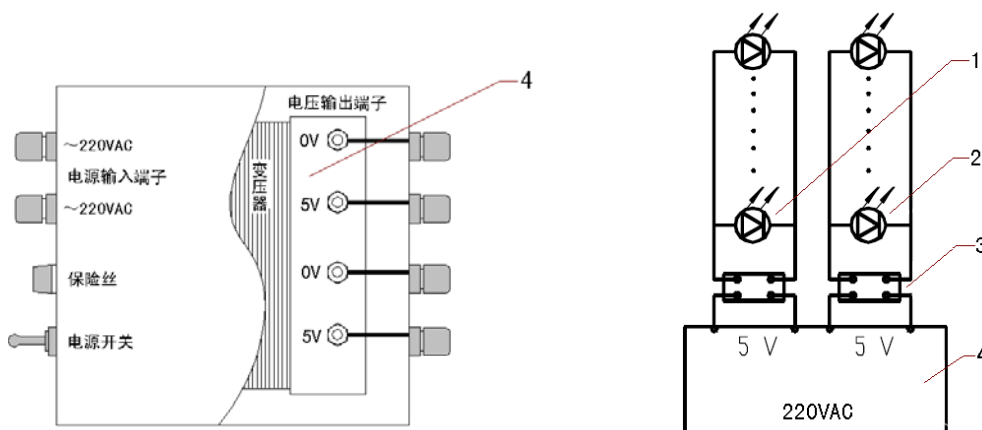 电压输出端子
4
～220VAC
0V
电源输入端子
变压器
～220VAC
5V
保险丝
0V
电源开关
5V
1
2
3
5 V
5 V
4
220VAC